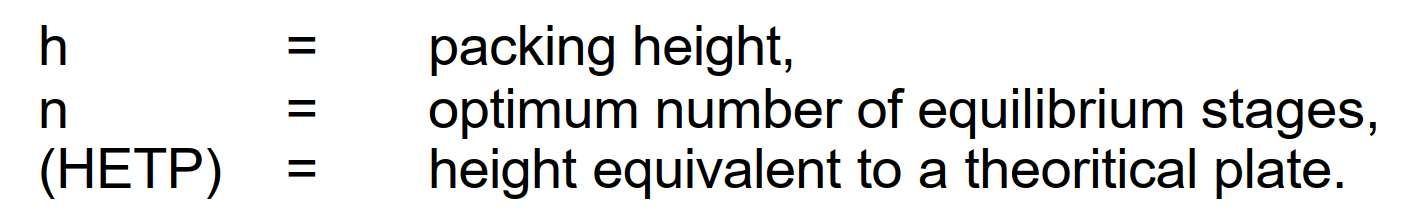 h = packing height,
n = optimum number of equilibrium stages,
(HETP) = height equivalent to a theoritical plate.